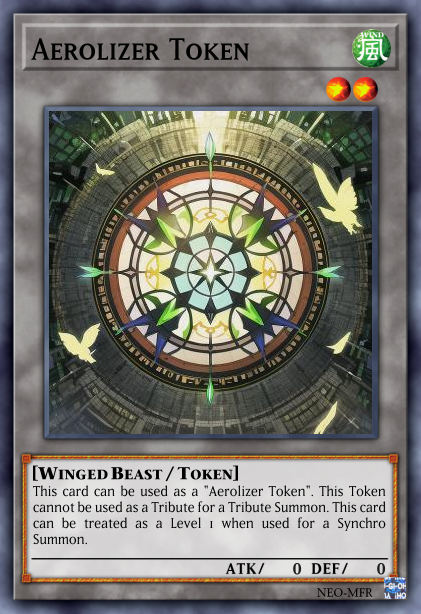 AEROLIZER TOKEN
WIND
風
[WINGED BEAST / TOKEN]
This card can be used as a "Aerolizer Token". This Token
cannot be used as a Tribute for a Tribute Summon. This card
can be treated as a Level 1 when used for a Synchro
Summon.
ATK/ 0 DEF/ 0
NEO-MFR